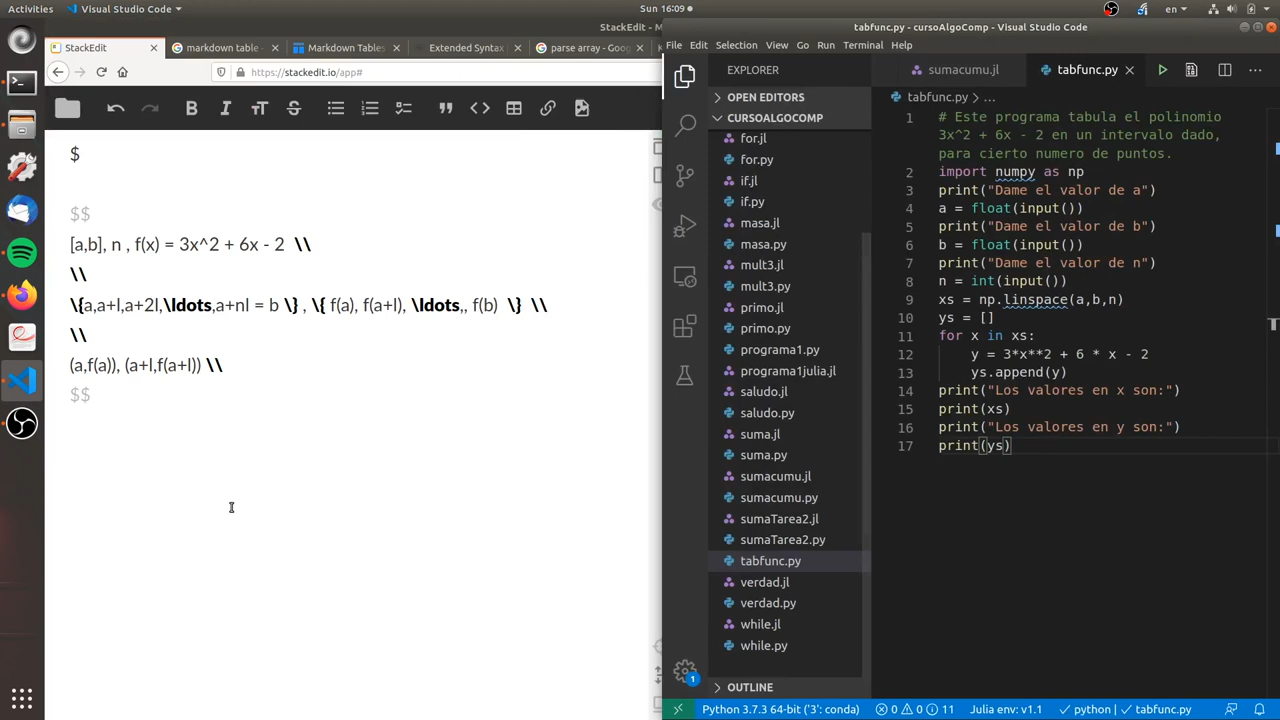 Activities
Visual Studio Code
Sun 16:09
en
StackEdit - M
tabfunc.py - cursoAlgoComp - Visual Studio Code
StackEdit
markdown table -
Markdown Tables
Extended Syntax
parse array - Goo
https://stackedit.io/app#
$
$$
[a,b], n , f(x) = 3x^2 + 6x - 2 \\
\\
\{a,a+l,a+2l,\ldots,a+nl = b \} , \{ f(a), f(a+l), \ldots,, f(b) \} \\
\\
(a,f(a)), (a+l,f(a+l)) \\
$$
File Edit Selection View Go Run Terminal Help
EXPLORER
OPEN EDITORS
CURSOALGOCOMP
for.jl
for.py
if.jl
if.py
masa.jl
masa.py
mult3.jl
mult3.py
primo.jl
primo.py
programa1.py
programa1julia.jl
saludo.jl
saludo.py
suma.jl
suma.py
sumacumu.jl
sumacumu.py
sumaTarea2.jl
sumaTarea2.py
tabfunc.py
verdad.jl
verdad.py
while.jl
while.py
OUTLINE
1
sumacumu.jl
tabfunc.py
tabfunc.py > ...
1 # Este programa tabula el polinomio
3x^2 + 6x - 2 en un intervalo dado,
para cierto numero de puntos.
2 import numpy as np
3 print("Dame el valor de a")
4 a = float(input())
5 print("Dame el valor de b")
6 b = float(input())
7 print("Dame el valor de n")
8 n = int(input())
9 xs = np.linspace(a,b,n)
10 ys = []
11 for x in xs:
12 y = 3*x**2 + 6 * x - 2
13 ys.append(y)
14 print("Los valores en x son:")
15 print(xs)
16 print("Los valores en y son:")
17 print(ys)
Python 3.7.3 64-bit ('3': conda) 0 0 11 Julia env: v1.1 python | tabfunc.py